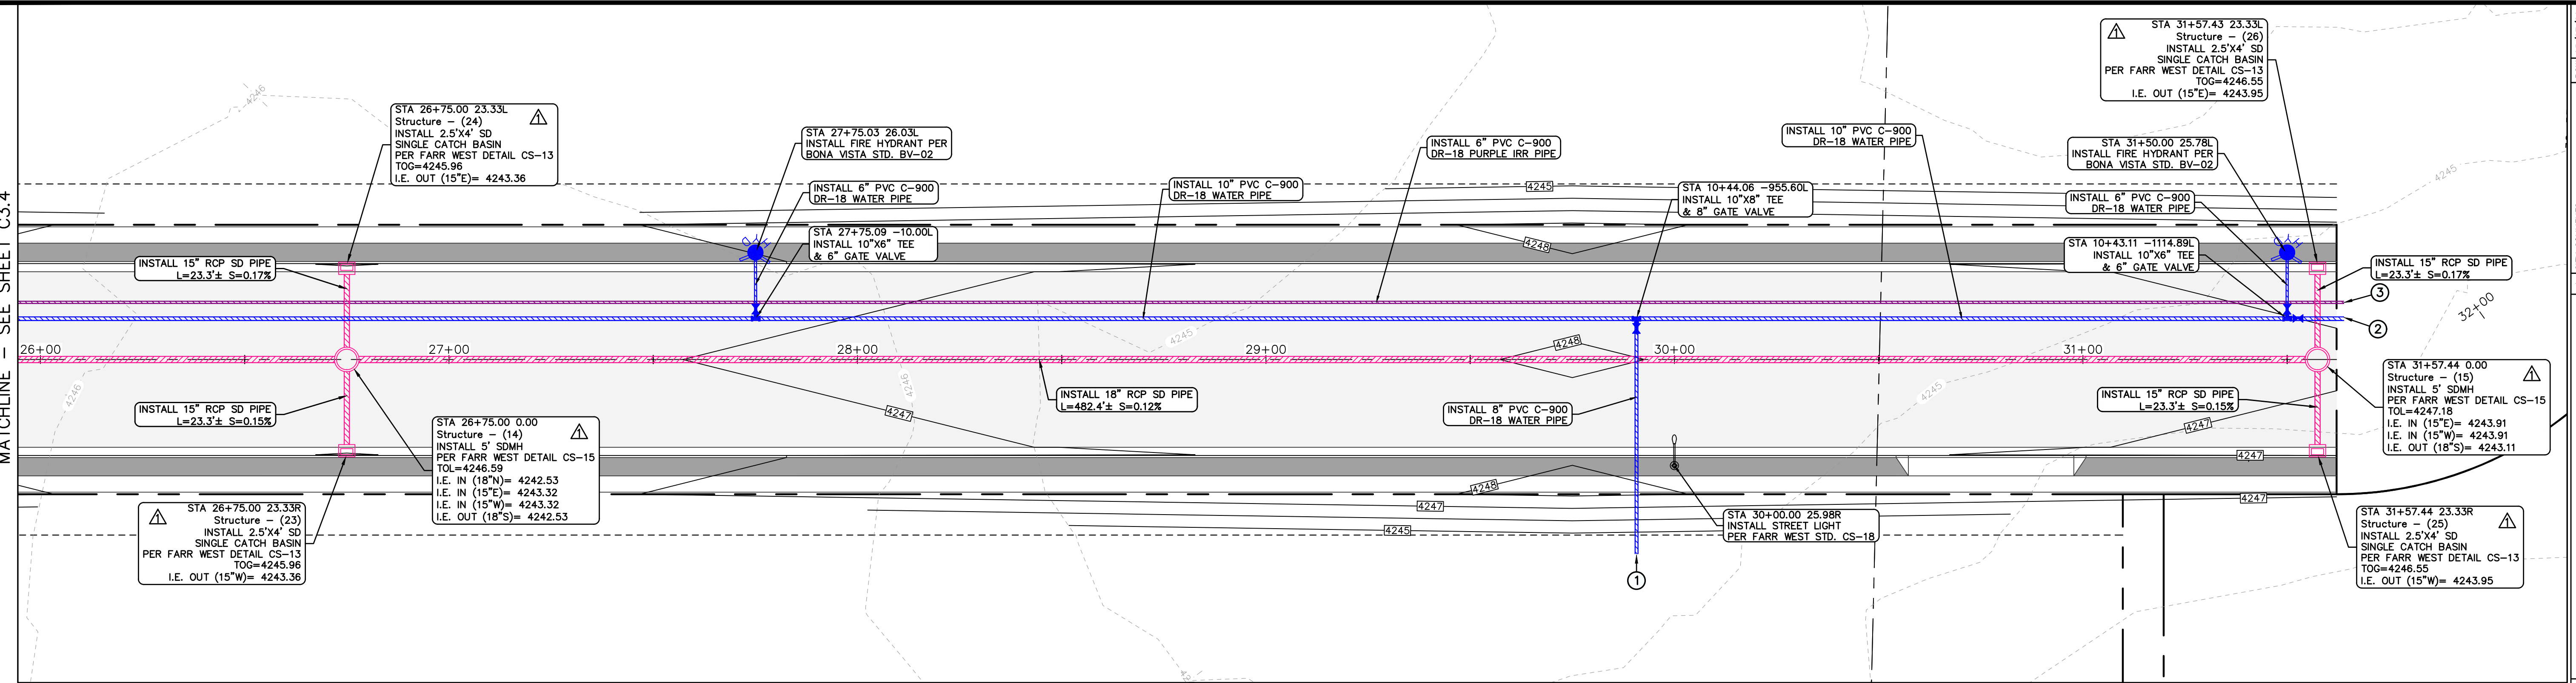 MATCHLINE - SEE SHEET C3.4
STA 26+75.00 23.33L
Structure - (24)
INSTALL 2.5'X4' SD
SINGLE CATCH BASIN
PER FARR WEST DETAIL CS-13
TOG=4245.96
I.E. OUT (15"E)= 4243.36
1
STA 27+75.03 26.03L
INSTALL FIRE HYDRANT PER
BONA VISTA STD. BV-02
INSTALL 6" PVC C-900
DR-18 WATER PIPE
STA 27+75.09 -10.00L
INSTALL 10"X6" TEE
& 6" GATE VALVE
INSTALL 10" PVC C-900
DR-18 WATER PIPE
INSTALL 6" PVC C-900
DR-18 PURPLE IRR PIPE
INSTALL 10" PVC C-900
DR-18 WATER PIPE
STA 10+44.06 -955.60L
INSTALL 10"X8" TEE
& 8" GATE VALVE
STA 31+57.43 23.33L
Structure - (26)
INSTALL 2.5'X4' SD
SINGLE CATCH BASIN
PER FARR WEST DETAIL CS-13
TOG=4246.55
I.E. OUT (15"E)= 4243.95
1
STA 31+50.00 25.78L
INSTALL FIRE HYDRANT PER
BONA VISTA STD. BV-02
INSTALL 6" PVC C-900
DR-18 WATER PIPE
STA 10+43.11 -1114.89L
INSTALL 10"X6" TEE
& 6" GATE VALVE
INSTALL 15" RCP SD PIPE
L=23.3'± S=0.17%
INSTALL 15" RCP SD PIPE
L=23.3'± S=0.17%
HYD
HYD
4246
4245
4248
4245
4245
3
2
32+00
26+00
27+00
28+00
29+00
30+00
31+00
4248
4246
4246
4247
4245
INSTALL 15" RCP SD PIPE
L=23.3'± S=0.15%
INSTALL 18" RCP SD PIPE
L=482.4'± S=0.12%
INSTALL 8" PVC C-900
DR-18 WATER PIPE
INSTALL 15" RCP SD PIPE
L=23.3'± S=0.15%
STA 26+75.00 0.00
Structure - (14)
INSTALL 5' SDMH
PER FARR WEST DETAIL CS-15
TOL=4246.59
I.E. IN (18"N)= 4242.53
I.E. IN (15"E)= 4243.32
I.E. IN (15"W)= 4243.32
I.E. OUT (18"S)= 4242.53
1
STA 31+57.44 0.00
Structure - (15)
INSTALL 5' SDMH
PER FARR WEST DETAIL CS-15
TOL=4247.18
I.E. IN (15"E)= 4243.91
I.E. IN (15"W)= 4243.91
I.E. OUT (18"S)= 4243.11
1
4247
4247
4248
4247
4247
4245
STA 26+75.00 23.33R
Structure - (23)
INSTALL 2.5'X4' SD
SINGLE CATCH BASIN
PER FARR WEST DETAIL CS-13
TOG=4245.96
I.E. OUT (15"W)= 4243.36
1
STA 30+00.00 25.98R
INSTALL STREET LIGHT
PER FARR WEST STD. CS-18
STA 31+57.44 23.33R
Structure - (25)
INSTALL 2.5'X4' SD
SINGLE CATCH BASIN
PER FARR WEST DETAIL CS-13
TOG=4246.55
I.E. OUT (15"W)= 4243.95
1
1